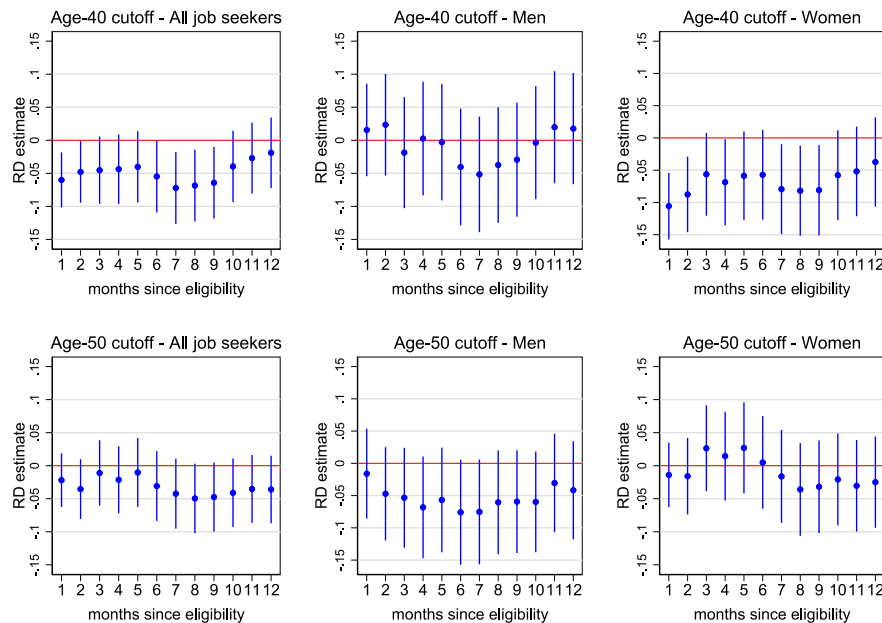 Age-40 cutoff - All job seekers
Age-40 cutoff - Men
Age-40 cutoff - Women
RD estimate
.15
.1
.05
0
-.05
-.1
-.15
1 2 3 4 5 6 7 8 9 10 11 12
months since eligibility
RD estimate
.15
.1
.05
0
-.05
-.1
-.15
1 2 3 4 5 6 7 8 9 10 11 12
months since eligibility
RD estimate
.15
.1
.05
0
-.05
-.1
-.15
1 2 3 4 5 6 7 8 9 10 11 12
months since eligibility
Age-50 cutoff - All job seekers
Age-50 cutoff - Men
Age-50 cutoff - Women
RD estimate
.15
.1
.05
0
-.05
-.1
-.15
1 2 3 4 5 6 7 8 9 10 11 12
months since eligibility
RD estimate
.15
.1
.05
0
-.05
-.1
-.15
1 2 3 4 5 6 7 8 9 10 11 12
months since eligibility
RD estimate
.15
.1
.05
0
-.05
-.1
-.15
1 2 3 4 5 6 7 8 9 10 11 12
months since eligibility